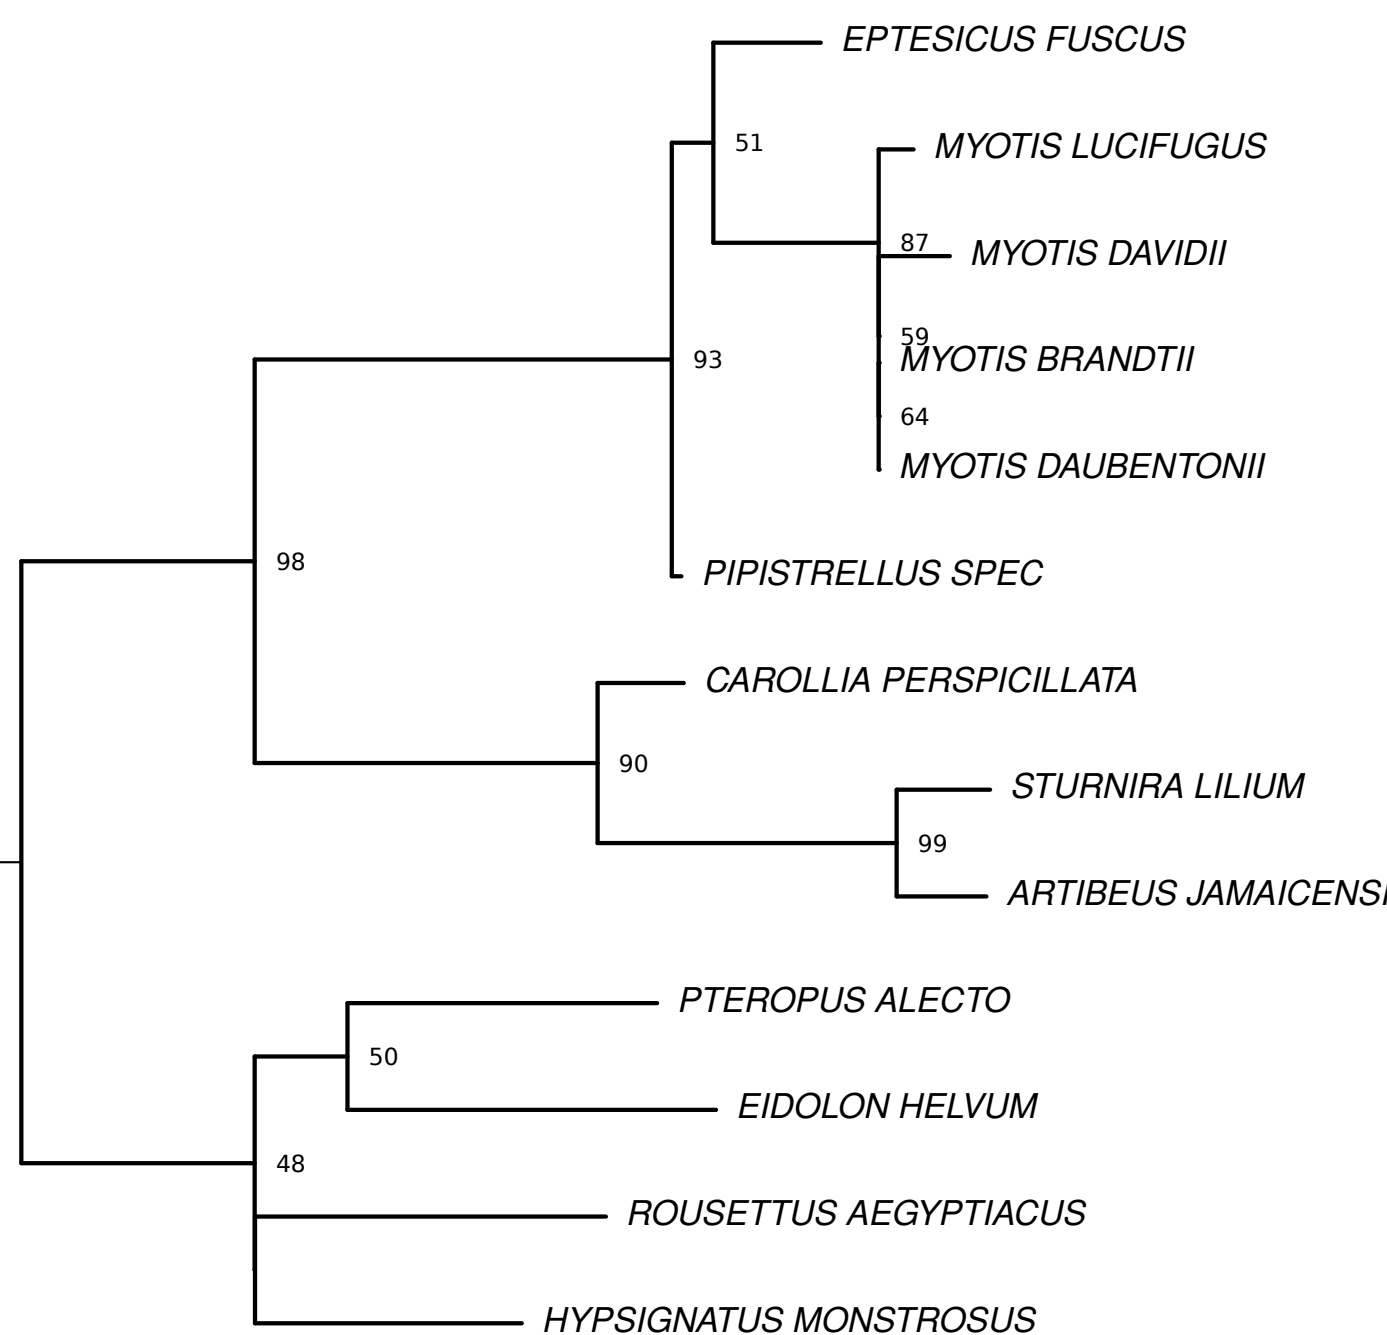 EPTESICUS FUSCUS
51
MYOTIS LUCIFUGUS
87
MYOTIS DAVIDII
59
MYOTIS BRANDTII
93
64
MYOTIS DAUBENTONII
98
PIPISTRELLUS SPEC
CAROLLIA PERSPICILLATA
90
STURNIRA LILIUM
99
ARTIBEUS JAMAICENSI
PTEROPUS ALECTO
50
EIDOLON HELVUM
48
ROUSETTUS AEGYPTIACUS
HYPSIGNATUS MONSTROSUS